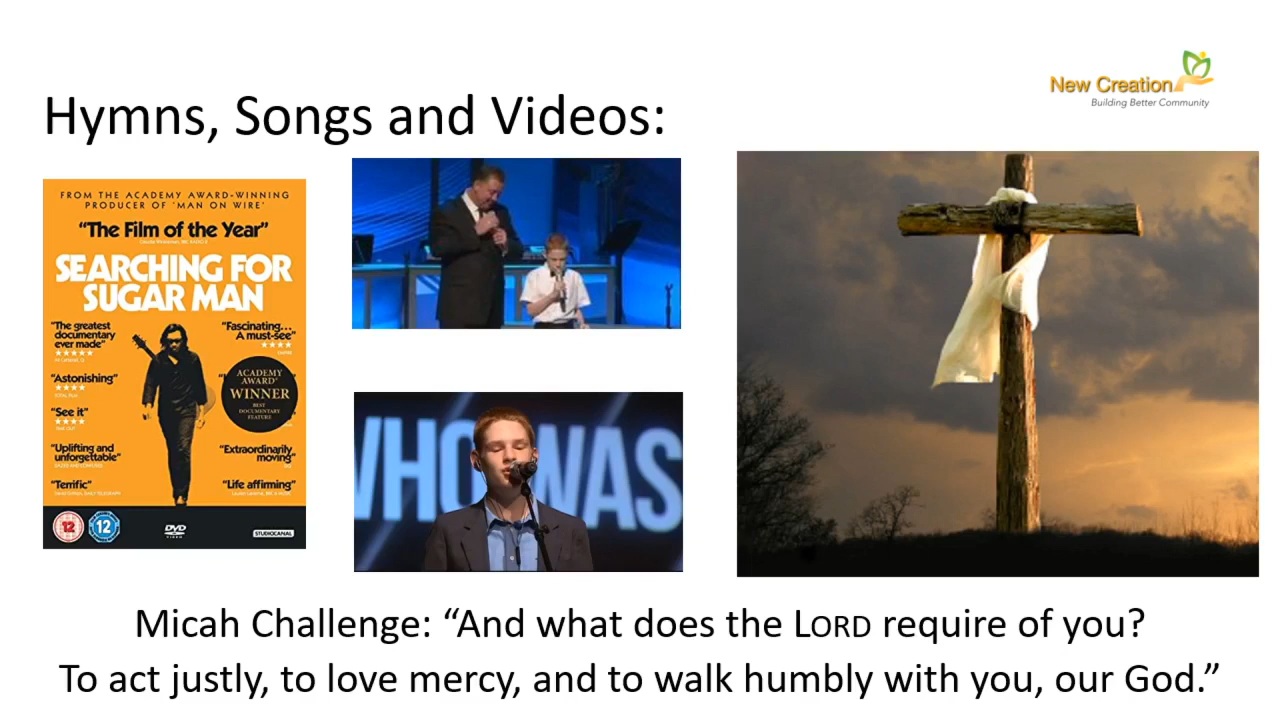 New Creation
Building Better Community
Hymns, Songs and Videos:
FROM THE ACADEMY AWARD-WINNING
PRODUCER OF 'MAN ON WIRE'
“The Film of the Year”
SEARCHING FOR
SUGAR MAN
“The greatest
documentary
ever made”
“Fascinating...
A must-see”
“Astonishing”
ACADEMY
AWARD®
WINNER
BEST
DOCUMENTARY
FEATURE
“See it”
“Uplifting and
unforgettable”
“Extraordinarily
moving”
“Terrific”
“Life affirming”
12
12
DVD
VIDEO
STUDIOCANAL
WHO WAS
Micah Challenge: “And what does the LORD require of you?
To act justly, to love mercy, and to walk humbly with you, our God.”